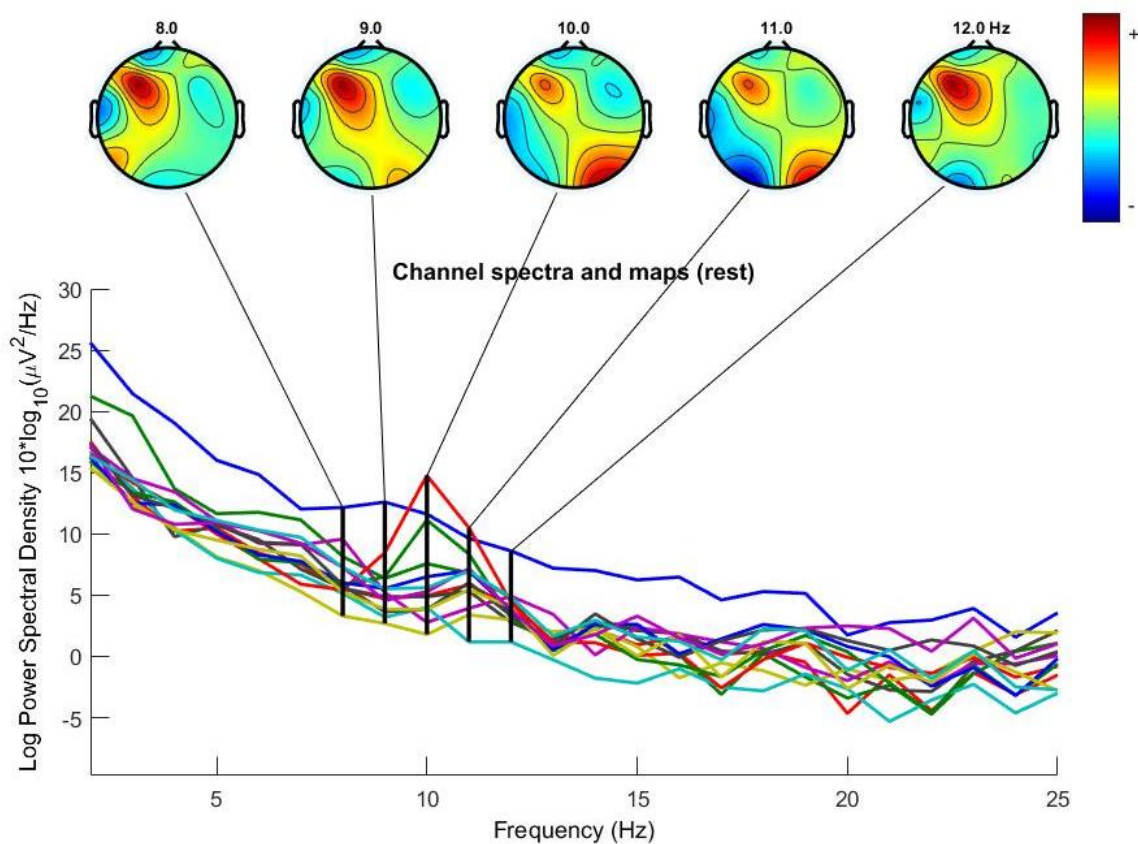 8.0 9.0 10.0 11.0 12.0 Hz
+
-
Channel spectra and maps (rest)
Log Power Spectral Density 10*log10(μV2/Hz)
30
25
20
15
10
5
0
-5
5 10 15 20 25
Frequency (Hz)